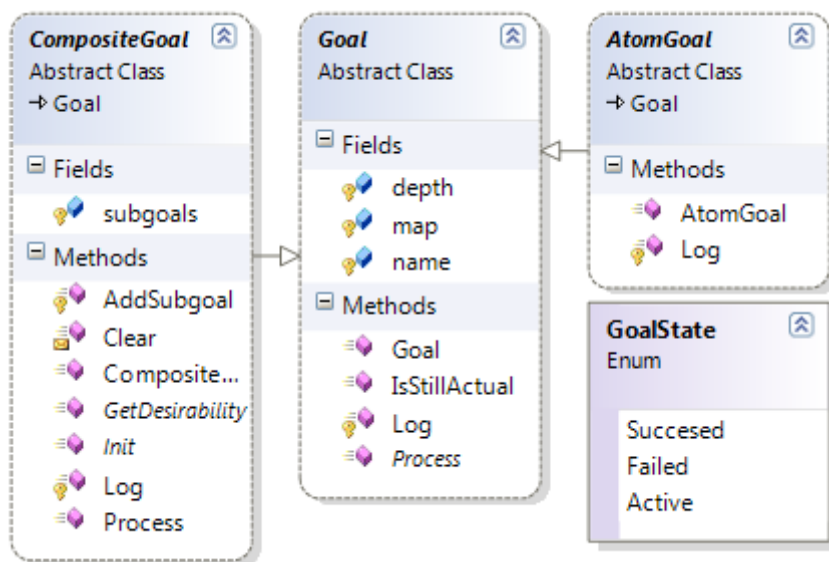 CompositeGoal
Abstract Class
Goal
Fields
subgoals
Methods
AddSubgoal
Clear
Composite...
GetDesirability
Init
Log
Process
Goal
Abstract Class
Fields
depth
map
name
Methods
Goal
IsStillActual
Log
Process
AtomGoal
Abstract Class
Goal
Methods
AtomGoal
Log
GoalState
Enum
Succesed
Failed
Active